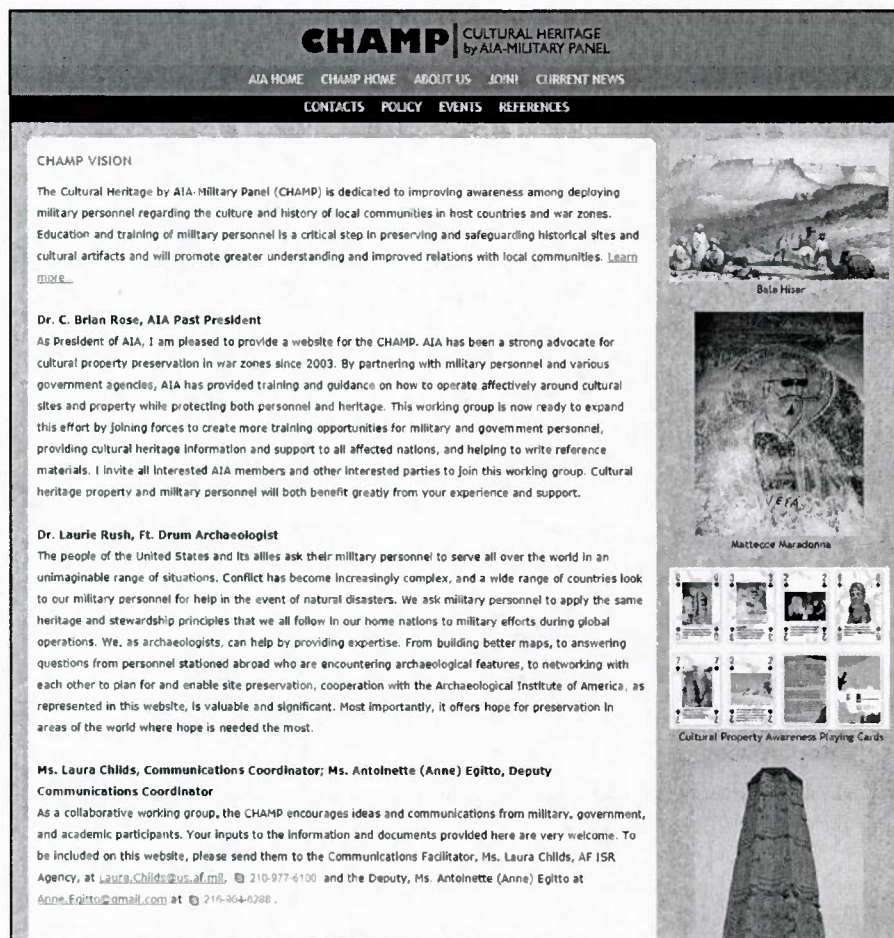 CHAMP CULTURAL HERITAGE
by AIA-MILITARY PANEL
AIA HOME CHAMP HOME ABOUT US JOIN! CURRENT NEWS
CONTACTS POLICY EVENTS REFERENCES
CHAMP VISION
The Cultural Heritage by AIA-Military Panel (CHAMP) is dedicated to improving awareness among deploying
military personnel regarding the culture and history of local communities in host countries and war zones.
Education and training of military personnel is a critical step in preserving and safeguarding historical sites and
cultural artifacts and will promote greater understanding and improved relations with local communities. Learn
more...
Dr. C. Brian Rose, AIA Past President
As President of AIA, I am pleased to provide a website for the CHAMP. AIA has been a strong advocate for
cultural property preservation in war zones since 2003. By partnering with military personnel and various
government agencies, AIA has provided training and guidance on how to operate affectively around cultural
sites and property while protecting both personnel and heritage. This working group is now ready to expand
this effort by joining forces to create more training opportunities for military and government personnel,
providing cultural heritage information and support to all affected nations, and helping to write reference
materials. I invite all interested AIA members and other interested parties to join this working group. Cultural
heritage property and military personnel will both benefit greatly from your experience and support.
Dr. Laurie Rush, Ft. Drum Archaeologist
The people of the United States and its allies ask their military personnel to serve all over the world in an
unimaginable range of situations. Conflict has become increasingly complex, and a wide range of countries look
to our military personnel for help in the event of natural disasters. We ask military personnel to apply the same
heritage and stewardship principles that we all follow in our home nations to military efforts during global
operations. We, as archaeologists, can help by providing expertise. From building better maps, to answering
questions from personnel stationed abroad who are encountering archaeological features, to networking with
each other to plan for and enable site preservation, cooperation with the Archaeological Institute of America, as
represented in this website, is valuable and significant. Most importantly, it offers hope for preservation in
areas of the world where hope is needed the most.
Ms. Laura Childs, Communications Coordinator; Ms. Antoinette (Anne) Egitto, Deputy
Communications Coordinator
As a collaborative working group, the CHAMP encourages ideas and communications from military, government,
and academic participants. Your inputs to the information and documents provided here are very welcome. To
be included on this website, please send them to the Communications Facilitator, Ms. Laura Childs, AF ISR
Agency, at Laura.Childs@us.af.mil, 210-977-6100 and the Deputy, Ms. Antoinette (Anne) Egitto at
Anne.Egitto@gmail.com at 216-904-6288 .
Bala Hisar
VEFA
Mattecce Maradonna
Cultural Property Awareness Playing Cards